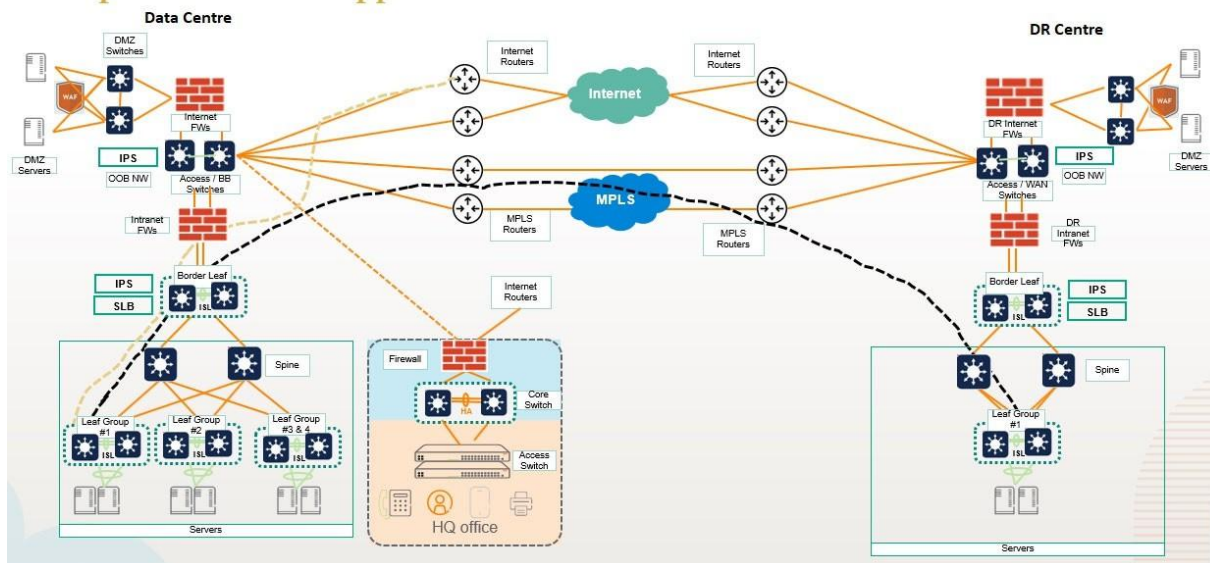 Data Centre
DR Centre
DMZ
Switches
WAF
DMZ
Servers
Internet
FWs
IPS
OOB NW
Access / BB
Switches
Intranet
FWs
IPS
SLB
Border Leaf
ISL
Spine
Leaf Group
#1
ISL
Leaf Group
#2
ISL
Leaf Group
#3 & 4
ISL
Servers
Internet
Routers
Internet
Internet
Routers
MPLS
MPLS
Routers
MPLS
Routers
Internet
Routers
Firewall
Core
Switch
HA
Access
Switch
HQ office
DR Internet
FWs
WAF
DMZ
Servers
IPS
OOB NW
Access / WAN
Switches
DR
Intranet
FWs
Border Leaf
ISL
IPS
SLB
Spine
Leaf Group
#1
ISL
Servers